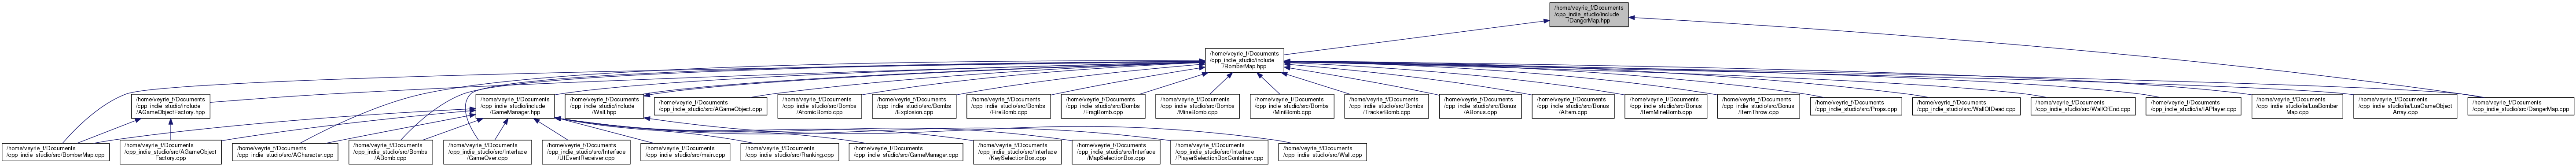 /home/veyrie_f/Documents
/cpp_indie_studio/include
/DangerMap.hpp
/home/veyrie_f/Documents
/cpp_indie_studio/include
/BomberMap.hpp
/home/veyrie_f/Documents
/cpp_indie_studio/include
/AGameObjectFactory.hpp
/home/veyrie_f/Documents
/cpp_indie_studio/include
/GameManager.hpp
/home/veyrie_f/Documents
/cpp_indie_studio/include
/Wall.hpp
/home/veyrie_f/Documents
/cpp_indie_studio/src/AGameObject.cpp
/home/veyrie_f/Documents
/cpp_indie_studio/src/Bombs
/AtomicBomb.cpp
/home/veyrie_f/Documents
/cpp_indie_studio/src/Bombs
/Explosion.cpp
/home/veyrie_f/Documents
/cpp_indie_studio/src/Bombs
/FireBomb.cpp
/home/veyrie_f/Documents
/cpp_indie_studio/src/Bombs
/FragBomb.cpp
/home/veyrie_f/Documents
/cpp_indie_studio/src/Bombs
/MineBomb.cpp
/home/veyrie_f/Documents
/cpp_indie_studio/src/Bombs
/MiniBomb.cpp
/home/veyrie_f/Documents
/cpp_indie_studio/src/Bombs
/TrackerBomb.cpp
/home/veyrie_f/Documents
/cpp_indie_studio/src/Bonus
/ABonus.cpp
/home/veyrie_f/Documents
/cpp_indie_studio/src/Bonus
/AItem.cpp
/home/veyrie_f/Documents
/cpp_indie_studio/src/Bonus
/ItemMineBomb.cpp
/home/veyrie_f/Documents
/cpp_indie_studio/src/Bonus
/ItemThrow.cpp
/home/veyrie_f/Documents
/cpp_indie_studio/src/Props.cpp
/home/veyrie_f/Documents
/cpp_indie_studio/src/WallOfDead.cpp
/home/veyrie_f/Documents
/cpp_indie_studio/src/WallOfEnd.cpp
/home/veyrie_f/Documents
/cpp_indie_studio/ia/IAPlayer.cpp
/home/veyrie_f/Documents
/cpp_indie_studio/ia/LuaBomber
Map.cpp
/home/veyrie_f/Documents
/cpp_indie_studio/ia/LuaGameObject
Array.cpp
/home/veyrie_f/Documents
/cpp_indie_studio/src/DangerMap.cpp
/home/veyrie_f/Documents
/cpp_indie_studio/src/BomberMap.cpp
/home/veyrie_f/Documents
/cpp_indie_studio/src/AGameObject
Factory.cpp
/home/veyrie_f/Documents
/cpp_indie_studio/src/ACharacter.cpp
/home/veyrie_f/Documents
/cpp_indie_studio/src/Bombs
/ABomb.cpp
/home/veyrie_f/Documents
/cpp_indie_studio/src/Interface
/GameOver.cpp
/home/veyrie_f/Documents
/cpp_indie_studio/src/Interface
/UIEventReceiver.cpp
/home/veyrie_f/Documents
/cpp_indie_studio/src/main.cpp
/home/veyrie_f/Documents
/cpp_indie_studio/src/Ranking.cpp
/home/veyrie_f/Documents
/cpp_indie_studio/src/GameManager.cpp
/home/veyrie_f/Documents
/cpp_indie_studio/src/Interface
/KeySelectionBox.cpp
/home/veyrie_f/Documents
/cpp_indie_studio/src/Interface
/MapSelectionBox.cpp
/home/veyrie_f/Documents
/cpp_indie_studio/src/Interface
/PlayerSelectionBoxContainer.cpp
/home/veyrie_f/Documents
/cpp_indie_studio/src/Wall.cpp